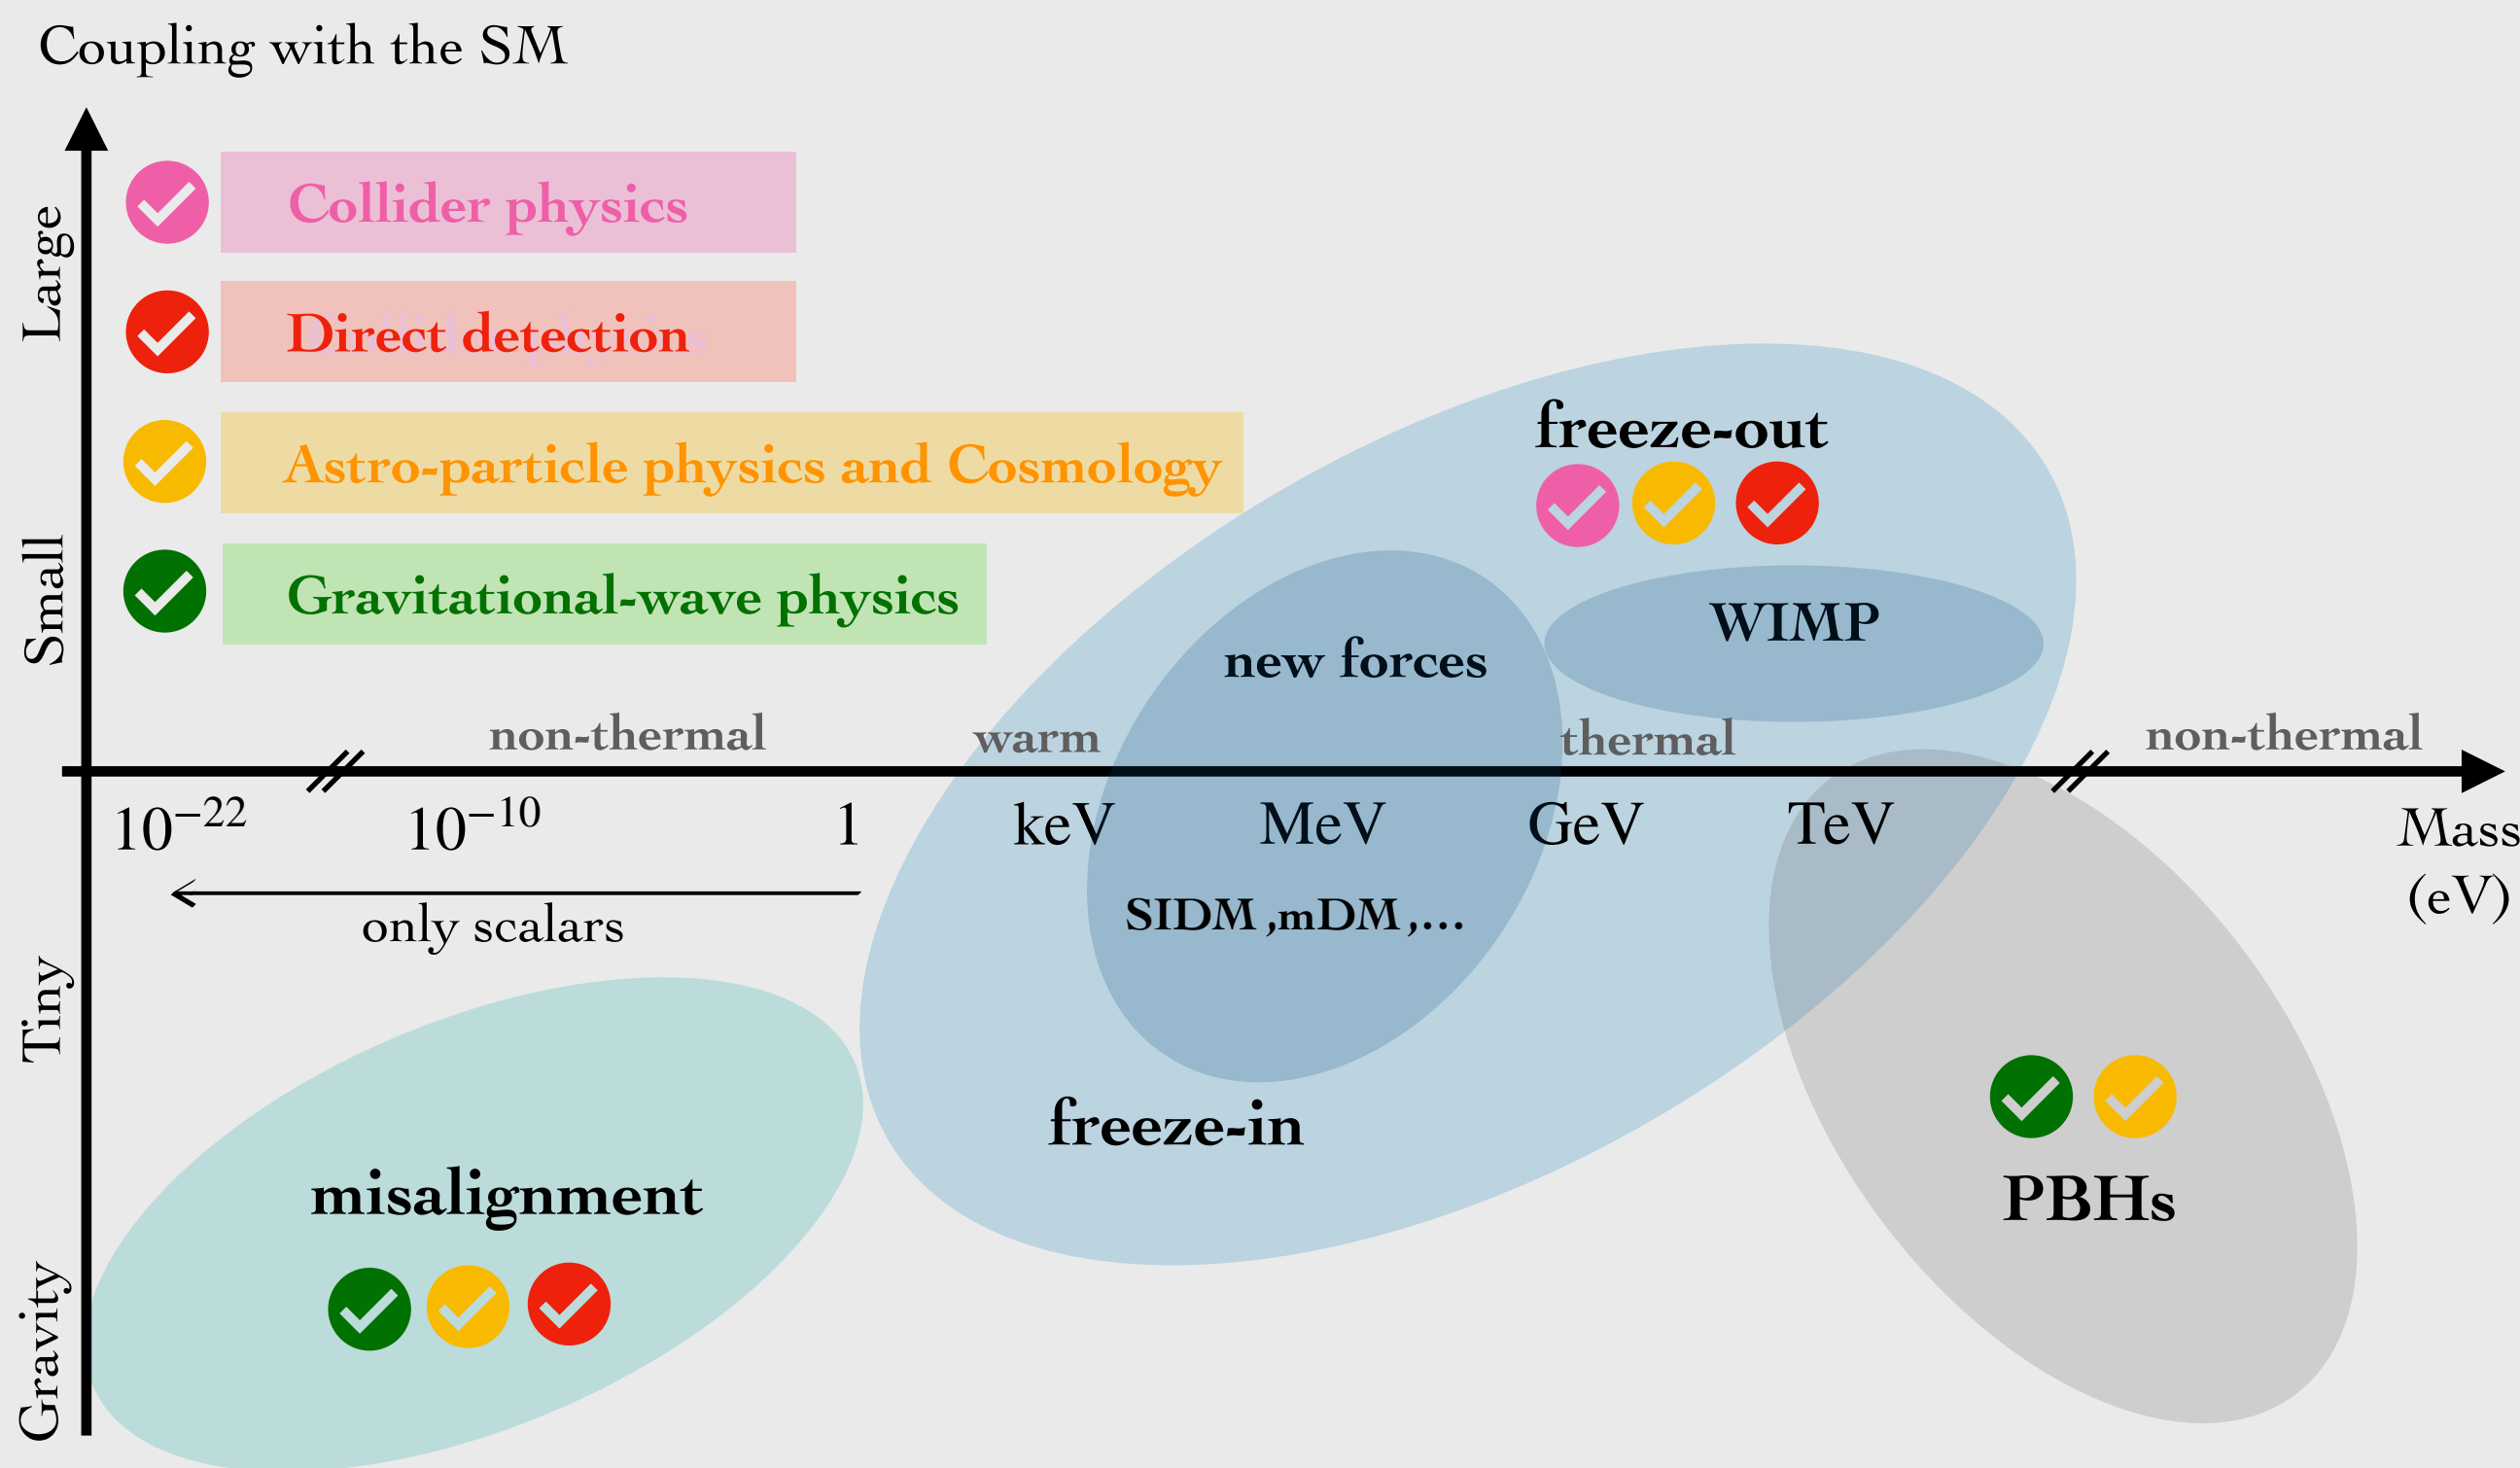 Coupling with the SM
Large
Small
Tiny
Gravity
Collider physics
Direct detection
Astro-particle physics and Cosmology
Gravitational-wave physics
freeze-out
WIMP
new forces
non-thermal
warm
thermal
non-thermal
10⁻²²
10⁻¹⁰
1
keV
MeV
GeV
TeV
Mass
(eV)
only scalars
SIDM,mDM,...
freeze-in
misalignment
PBHs